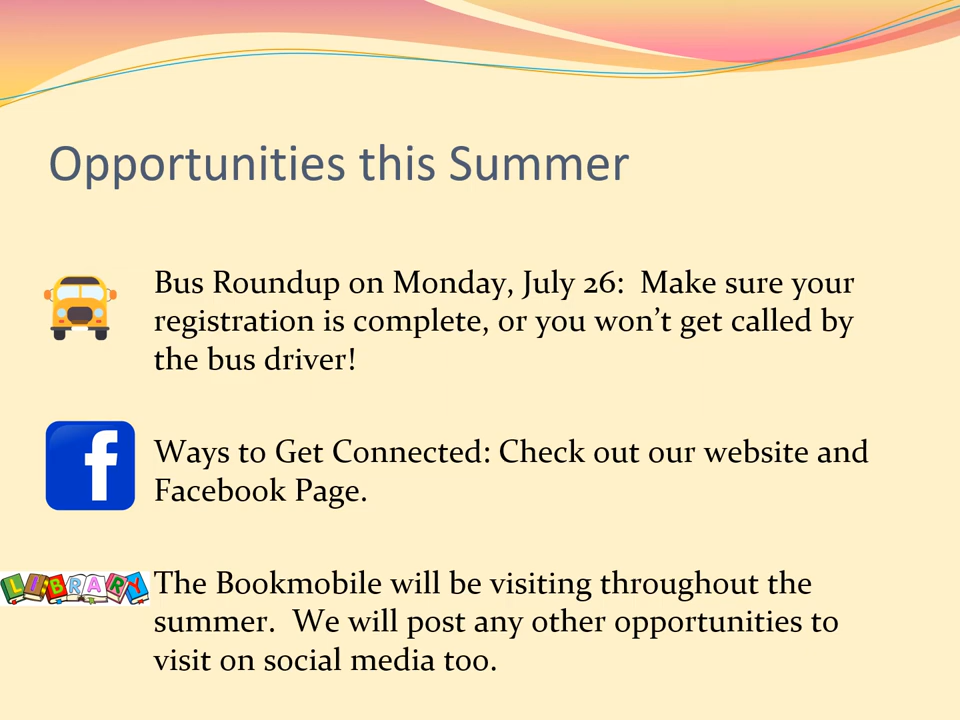 Opportunities this Summer
Bus Roundup on Monday, July 26:  Make sure your
registration is complete, or you won’t get called by
the bus driver!
f
Ways to Get Connected: Check out our website and
Facebook Page.
LIBRARY
The Bookmobile will be visiting throughout the
summer.  We will post any other opportunities to
visit on social media too.